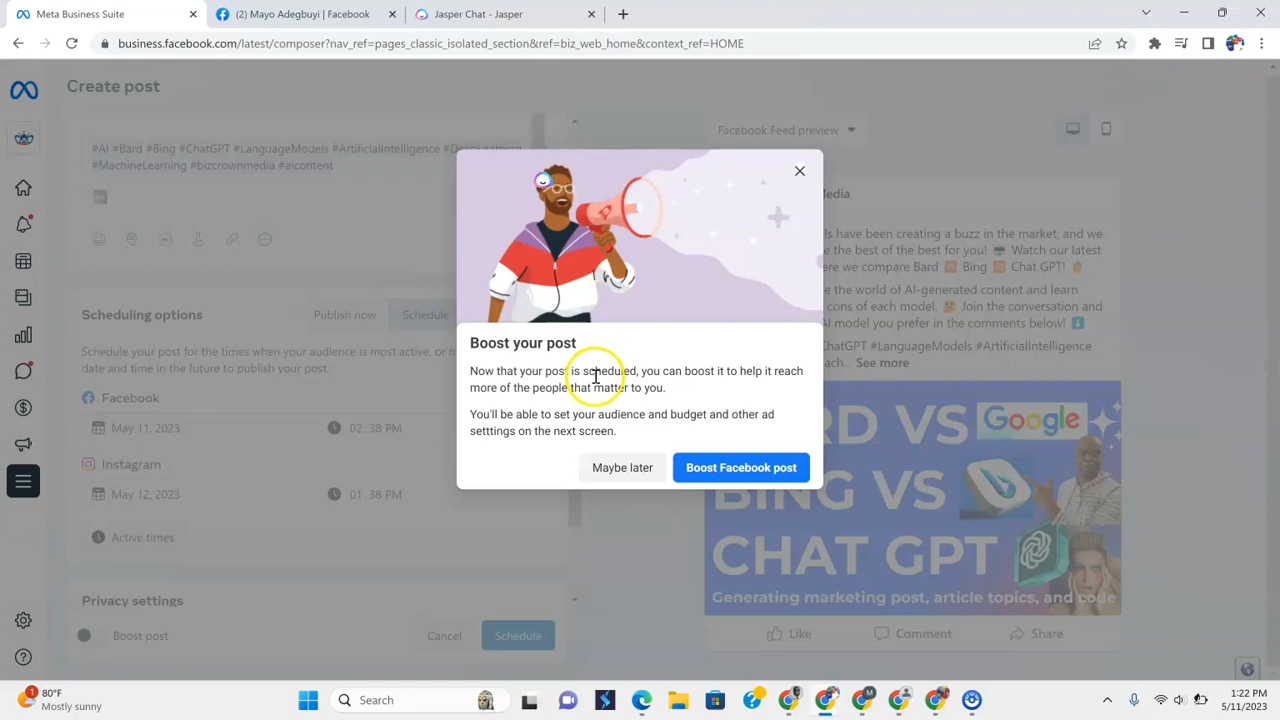 Meta Business Suite
(2) Mayo Adegbuyi | Facebook
Jasper Chat - Jasper
business.facebook.com/latest/composer?nav_ref=pages_classic_isolated_section&ref=biz_web_home&context_ref=HOME
Create post
#AI #Bard #Bing #ChatGPT #LanguageModels #ArtificialIntelligence #DeepLearning
#MachineLearning #bizcrownmedia #aicontent
Scheduling options
Publish now
Schedule
Schedule your post for the times when your audience is most active, or m
date and time in the future to publish your post.
Facebook
May 11, 2023
02:38 PM
Instagram
May 12, 2023
01:38 PM
Active times
Privacy settings
Boost post
Cancel
Schedule
Boost your post
Now that your post is scheduled, you can boost it to help it reach
more of the people that matter to you.
You'll be able to set your audience and budget and other ad
setttings on the next screen.
Maybe later
Boost Facebook post
Facebook Feed preview
Media
els have been creating a buzz in the market, and we
e the best of the best for you! Watch our latest
ere we compare Bard Bing Chat GPT!
e the world of AI-generated content and learn
cons of each model. Join the conversation and
AI model you prefer in the comments below!
#ChatGPT #LanguageModels #ArtificialIntelligence
each... See more
RD VS
Google
BING VS
CHAT GPT
Generating marketing post, article topics, and code
Like
Comment
Share
1
80°F
Mostly sunny
Search
M
1:22 PM
5/11/2023